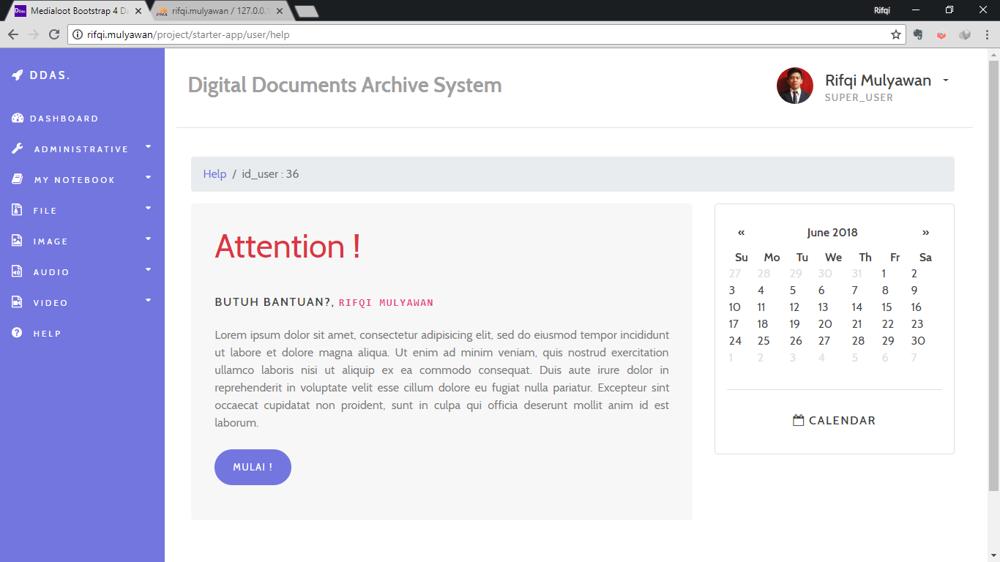 Medialoot Bootstrap 4 Da
rifqi.mulyawan / 127.0.0.1
Rifqi
rifqi.mulyawan/project/starter-app/user/help
DDAS.
Digital Documents Archive System
Rifqi Mulyawan
SUPER_USER
DASHBOARD
ADMINISTRATIVE
MY NOTEBOOK
FILE
IMAGE
AUDIO
VIDEO
HELP
Help / id_user : 36
Attention !
BUTUH BANTUAN?, RIFQI MULYAWAN
Lorem ipsum dolor sit amet, consectetur adipisicing elit, sed do eiusmod tempor incididunt
ut labore et dolore magna aliqua. Ut enim ad minim veniam, quis nostrud exercitation
ullamco laboris nisi ut aliquip ex ea commodo consequat. Duis aute irure dolor in
reprehenderit in voluptate velit esse cillum dolore eu fugiat nulla pariatur. Excepteur sint
occaecat cupidatat non proident, sunt in culpa qui officia deserunt mollit anim id est
laborum.
MULAI !
« June 2018 »
Su Mo Tu We Th Fr Sa
27 28 29 30 31 1 2
3 4 5 6 7 8 9
10 11 12 13 14 15 16
17 18 19 20 21 22 23
24 25 26 27 28 29 30
1 2 3 4 5 6 7
CALENDAR